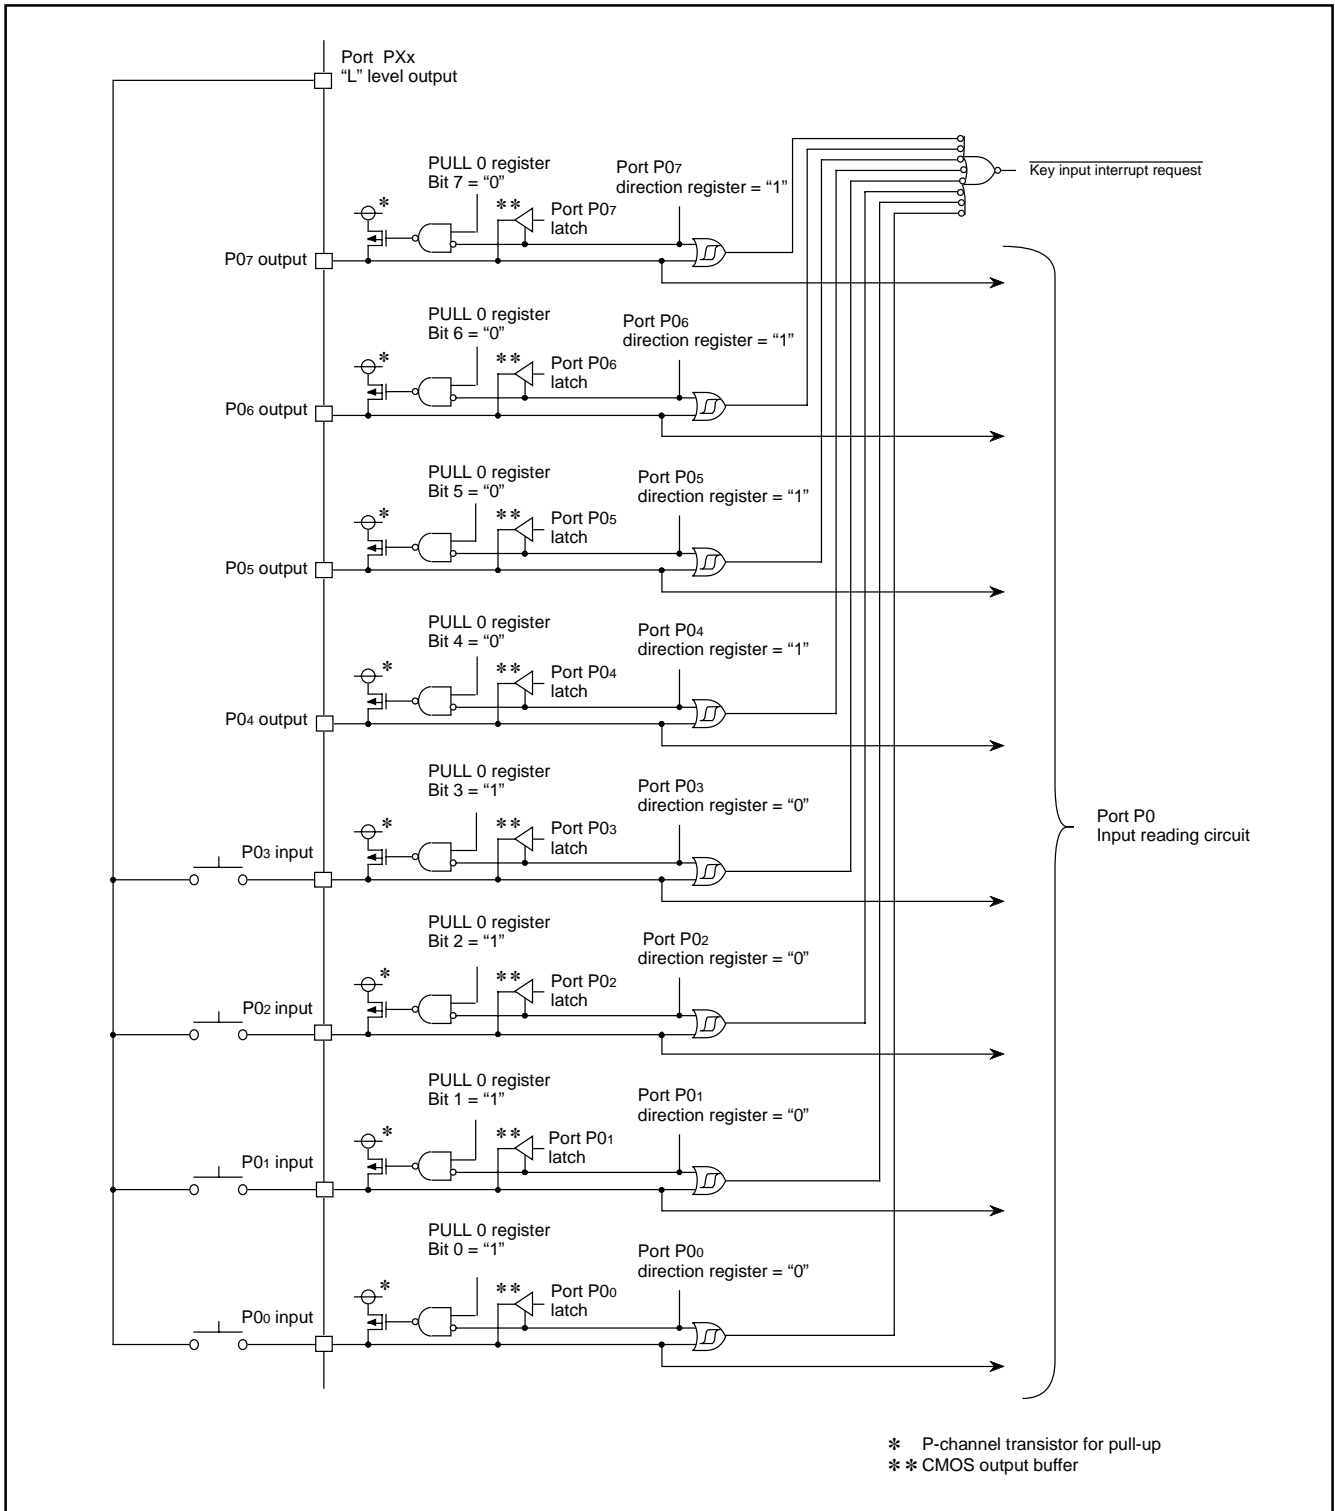 Port PXx
“L” level output
PULL 0 register
Bit 7 = “0”
Port P07
direction register = “1”
Key input interrupt request
*
**
Port P07
latch
P07 output
PULL 0 register
Bit 6 = “0”
Port P06
direction register = “1”
*
**
Port P06
latch
P06 output
PULL 0 register
Bit 5 = “0”
Port P05
direction register = “1”
*
**
Port P05
latch
P05 output
PULL 0 register
Bit 4 = “0”
Port P04
direction register = “1”
*
**
Port P04
latch
P04 output
PULL 0 register
Bit 3 = “1”
Port P03
direction register = “0”
*
**
Port P03
latch
P03 input
Port P0
Input reading circuit
PULL 0 register
Bit 2 = “1”
Port P02
direction register = “0”
*
**
Port P02
latch
P02 input
PULL 0 register
Bit 1 = “1”
Port P01
direction register = “0”
*
**
Port P01
latch
P01 input
PULL 0 register
Bit 0 = “1”
Port P00
direction register = “0”
*
**
Port P00
latch
P00 input
* P-channel transistor for pull-up
** CMOS output buffer